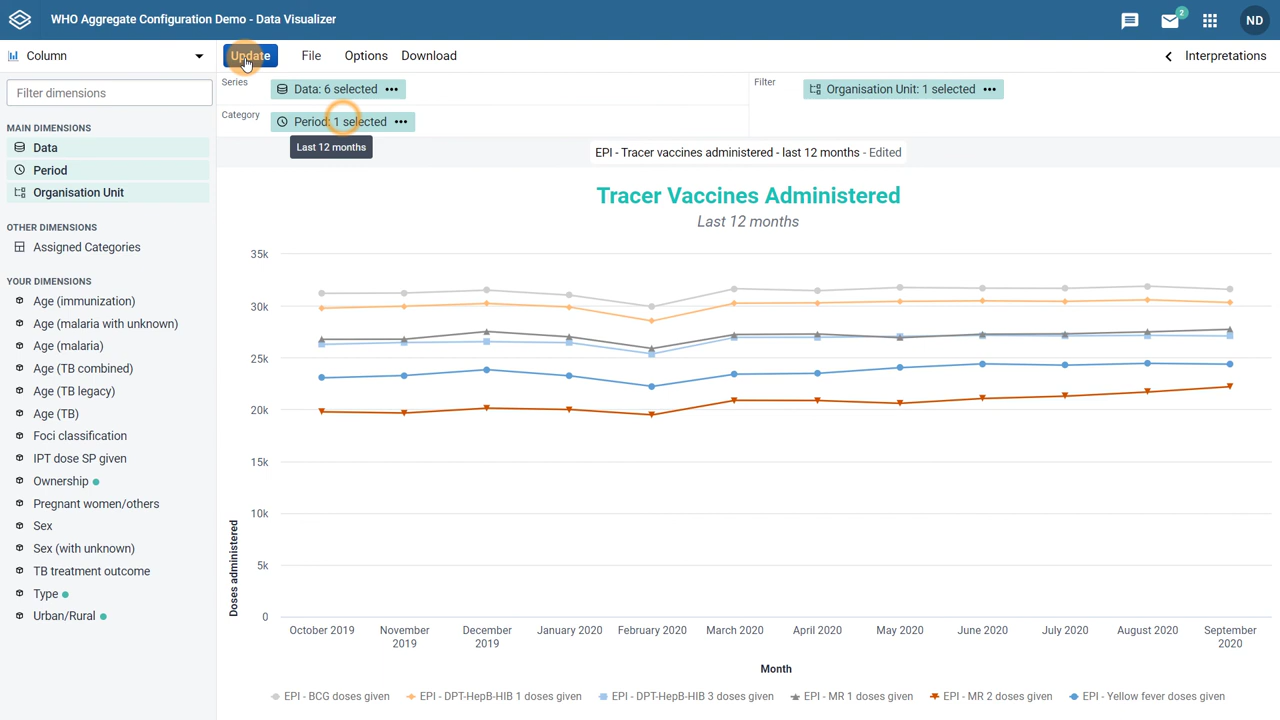 WHO Aggregate Configuration Demo - Data Visualizer
2
ND
Column
Update
File
Options
Download
Interpretations
Filter dimensions
Series
Data: 6 selected
Filter
Organisation Unit: 1 selected
Category
Period: 1 selected
Last 12 months
EPI - Tracer vaccines administered - last 12 months - Edited
MAIN DIMENSIONS
Data
Period
Organisation Unit
OTHER DIMENSIONS
Assigned Categories
YOUR DIMENSIONS
Age (immunization)
Age (malaria with unknown)
Age (malaria)
Age (TB combined)
Age (TB legacy)
Age (TB)
Foci classification
IPT dose SP given
Ownership
Pregnant women/others
Sex
Sex (with unknown)
TB treatment outcome
Type
Urban/Rural
Tracer Vaccines Administered
Last 12 months
35k
30k
25k
20k
15k
10k
5k
0
Doses administered
October 2019
November
2019
December
2019
January 2020
February 2020
March 2020
April 2020
May 2020
June 2020
July 2020
August 2020
September
2020
Month
EPI - BCG doses given
EPI - DPT-HepB-HIB 1 doses given
EPI - DPT-HepB-HIB 3 doses given
EPI - MR 1 doses given
EPI - MR 2 doses given
EPI - Yellow fever doses given